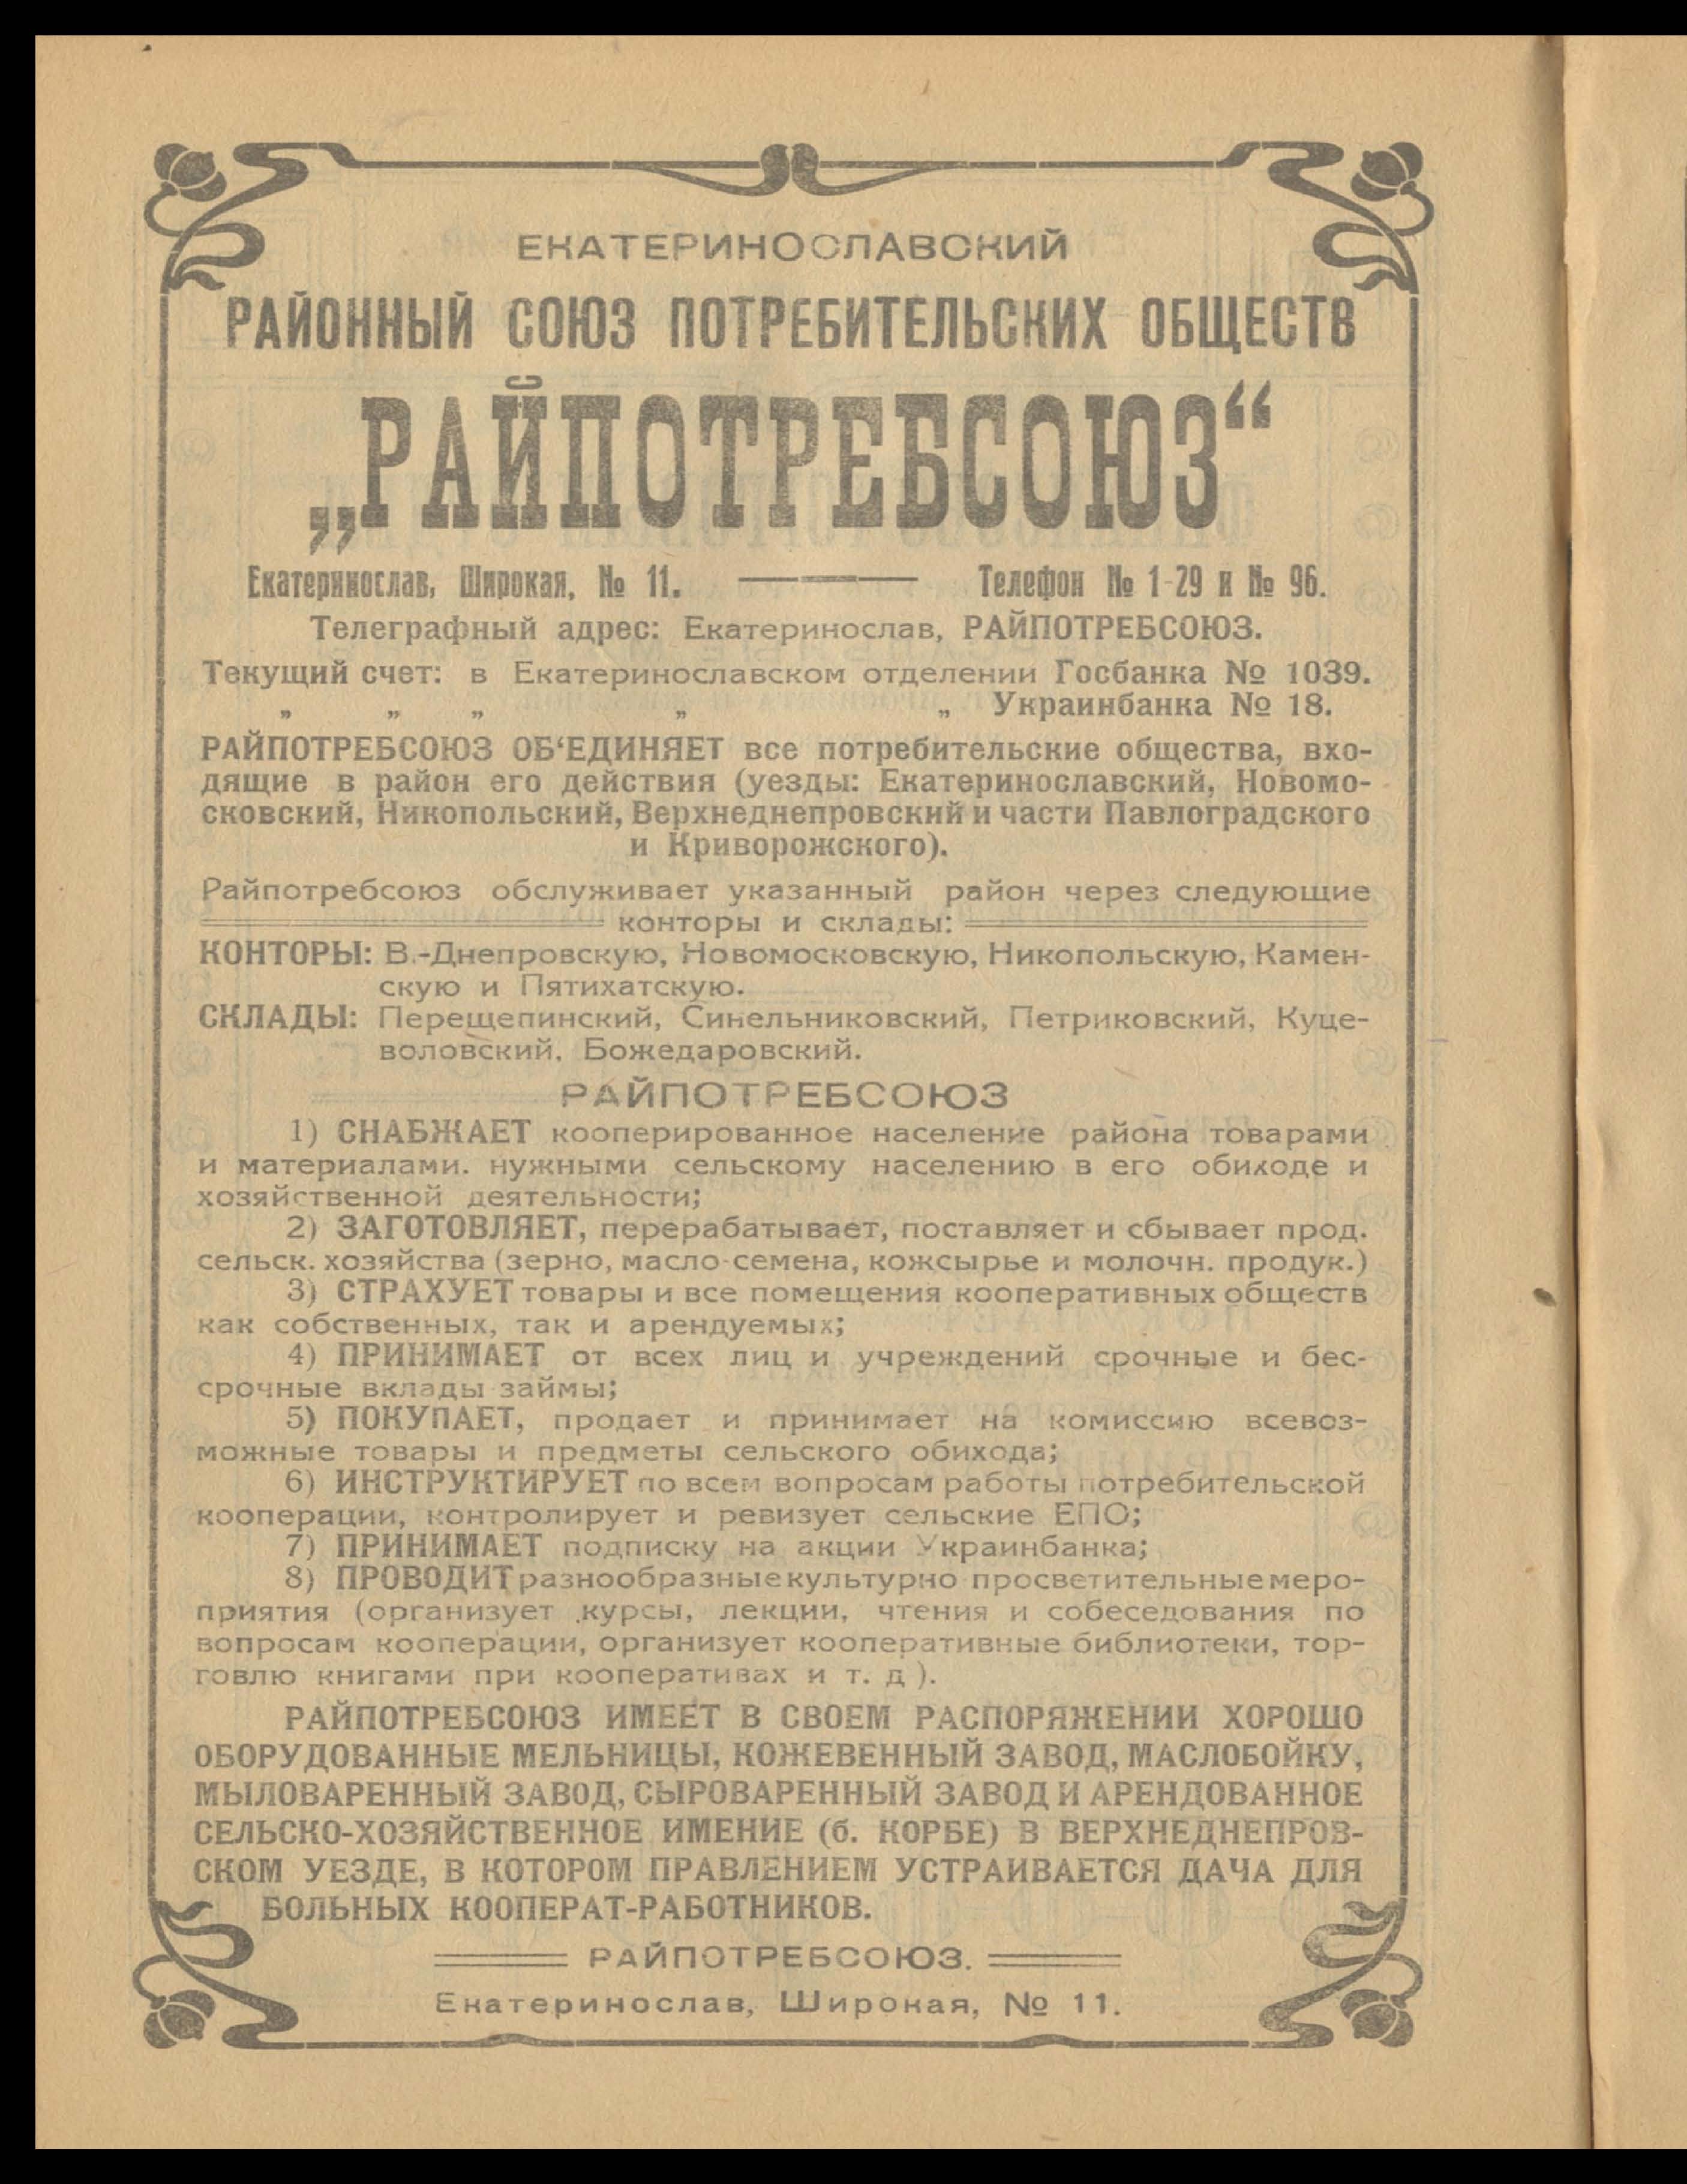 ЕКАТЕРИНОСЛАВСКИЙ
РАЙОННЫЙ СОЮЗ ПОТРЕБИТЕЛЬСКИХ ОБЩЕСТВ
„РАЙПОТРЕБСОЮЗ“
Екатеринослав, Широкая, № 11. Телефон № 1-29 и № 96.
Телеграфный адрес: Екатеринослав, РАЙПОТРЕБСОЮЗ.
Текущий счет: в Екатеринославском отделении Госбанка № 1039.
„ „ „ „ „ Украинбанка № 18.
РАЙПОТРЕБСОЮЗ ОБ‘ЕДИНЯЕТ все потребительские общества, вхо-
дящие в район его действия (уезды: Екатеринославский, Новомо-
сковский, Никопольский, Верхнеднепровский и части Павлоградского
и Криворожского).
Райпотребсоюз обслуживает указанный район через следующие
конторы и склады:
КОНТОРЫ: В.-Днепровскую, Новомосковскую, Никопольскую, Камен-
скую и Пятихатскую.
СКЛАДЫ: Перещепинский, Синельниковский, Петриковский, Куце-
воловский, Божедаровский.
РАЙПОТРЕБСОЮЗ
1) СНАБЖАЕТ кооперированное население района товарами
и материалами. нужными сельскому населению в его обиходе и
хозяйственной деятельности;
2) ЗАГОТОВЛЯЕТ, перерабатывает, поставляет и сбывает прод.
сельск. хозяйства (зерно, масло-семена, кожсырье и молочн. продук.)
3) СТРАХУЕТ товары и все помещения кооперативных обществ
как собственных, так и арендуемых;
4) ПРИНИМАЕТ от всех лиц и учреждений срочные и бес-
срочные вклады-займы;
5) ПОКУПАЕТ, продает и принимает на комиссию всевоз-
можные товары и предметы сельского обихода;
6) ИНСТРУКТИРУЕТ по всем вопросам работы потребительской
кооперации, контролирует и ревизует сельские ЕПО;
7) ПРИНИМАЕТ подписку на акции Украинбанка;
8) ПРОВОДИТ разнообразные культурно-просветительные меро-
приятия (организует курсы, лекции, чтения и собеседования по
вопросам кооперации, организует кооперативные библиотеки, тор-
говлю книгами при кооперативах и т. д ).
РАЙПОТРЕБСОЮЗ ИМЕЕТ В СВОЕМ РАСПОРЯЖЕНИИ ХОРОШО
ОБОРУДОВАННЫЕ МЕЛЬНИЦЫ, КОЖЕВЕННЫЙ ЗАВОД, МАСЛОБОЙКУ,
МЫЛОВАРЕННЫЙ ЗАВОД, СЫРОВАРЕННЫЙ ЗАВОД И АРЕНДОВАННОЕ
СЕЛЬСКО-ХОЗЯЙСТВЕННОЕ ИМЕНИЕ (б. КОРБЕ) В ВЕРХНЕДНЕПРОВ-
СКОМ УЕЗДЕ, В КОТОРОМ ПРАВЛЕНИЕМ УСТРАИВАЕТСЯ ДАЧА ДЛЯ
БОЛЬНЫХ КООПЕРАТ-РАБОТНИКОВ.
РАЙПОТРЕБСОЮЗ.
Екатеринослав, Широкая, № 11.